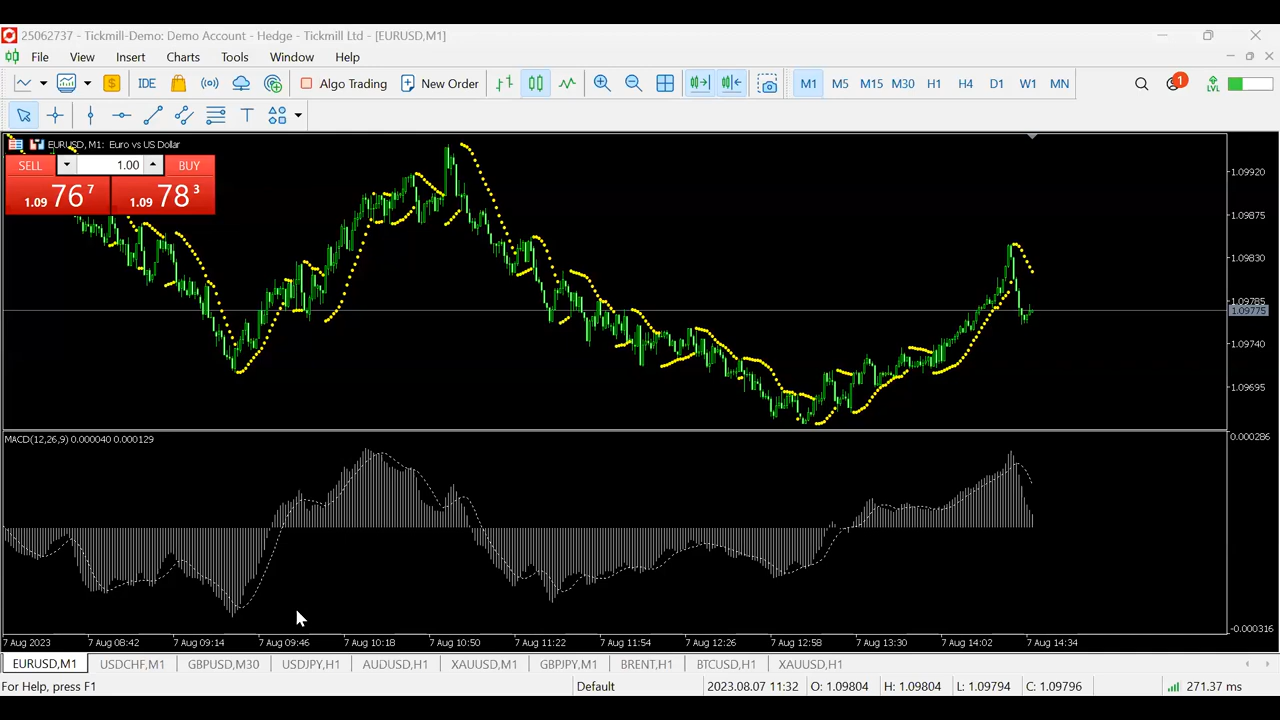 25062737 - Tickmill-Demo: Demo Account - Hedge - Tickmill Ltd - [EURUSD,M1]
File View Insert Charts Tools Window Help
IDE Algo Trading New Order M1 M5 M15 M30 H1 H4 D1 W1 MN 1 LVL
T
EURUSD, M1: Euro vs US Dollar
SELL 1.00 BUY
1.09 76 7 1.09 78 3
1.09920
1.09875
1.09830
1.09785
1.09775
1.09740
1.09695
MACD(12,26,9) 0.000040 0.000129
0.000286
-0.000316
7 Aug 2023 7 Aug 08:42 7 Aug 09:14 7 Aug 09:46 7 Aug 10:18 7 Aug 10:50 7 Aug 11:22 7 Aug 11:54 7 Aug 12:26 7 Aug 12:58 7 Aug 13:30 7 Aug 14:02 7 Aug 14:34
EURUSD,M1 USDCHF,M1 GBPUSD,M30 USDJPY,H1 AUDUSD,H1 XAUUSD,M1 GBPJPY,M1 BRENT,H1 BTCUSD,H1 XAUUSD,H1
For Help, press F1 Default 2023.08.07 11:32 O: 1.09804 H: 1.09804 L: 1.09794 C: 1.09796 271.37 ms